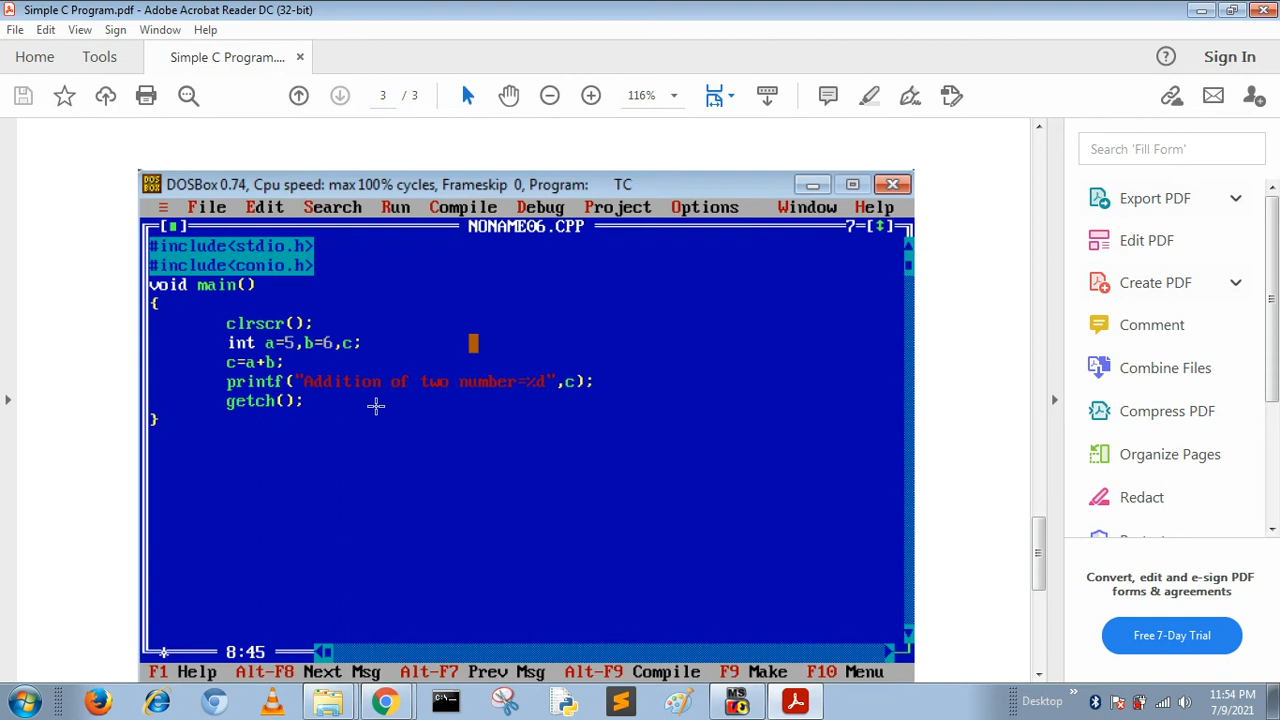 Simple C Program.pdf - Adobe Acrobat Reader DC (32-bit)
File Edit View Sign Window Help
Home Tools Simple C Program.... ×
? Sign In
3 / 3 116%
Search 'Fill Form'
Export PDF
Edit PDF
Create PDF
Comment
Combine Files
Compress PDF
Organize Pages
Redact
Convert, edit and e-sign PDF
forms & agreements
Free 7-Day Trial
DOS BOX DOSBox 0.74, Cpu speed: max 100% cycles, Frameskip 0, Program: TC
≡ File Edit Search Run Compile Debug Project Options Window Help
NONAME06.CPP 7=[↕]
#include<stdio.h>
#include<conio.h>
void main()
{
clrscr();
int a=5,b=6,c;
c=a+b;
printf("Addition of two number=%d",c);
getch();
}
8:45
F1 Help Alt-F8 Next Msg Alt-F7 Prev Msg Alt-F9 Compile F9 Make F10 Menu
Desktop » 11:54 PM
7/9/2021